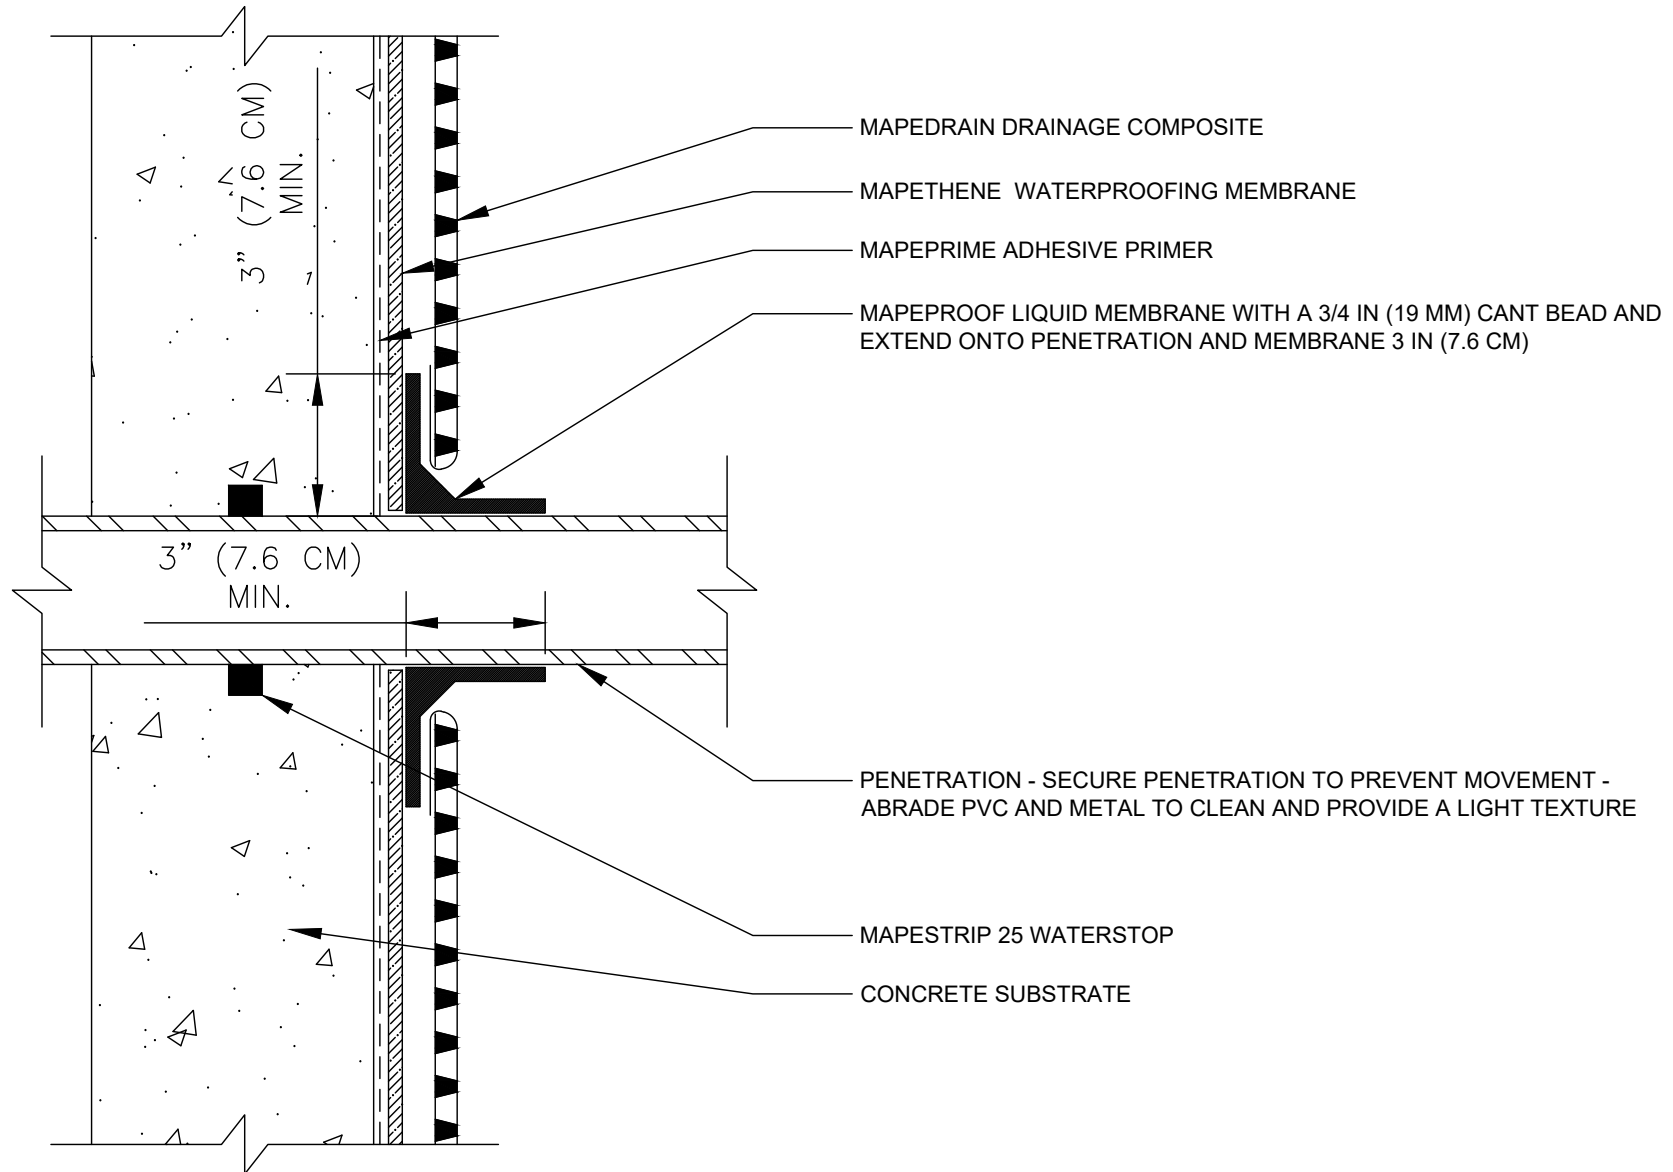 3” (7.6 CM)
MIN.
MAPEDRAIN DRAINAGE COMPOSITE
MAPETHENE  WATERPROOFING MEMBRANE
MAPEPRIME ADHESIVE PRIMER
MAPEPROOF LIQUID MEMBRANE WITH A 3/4 IN (19 MM) CANT BEAD AND
EXTEND ONTO PENETRATION AND MEMBRANE 3 IN (7.6 CM)
3” (7.6 CM)
MIN.
PENETRATION - SECURE PENETRATION TO PREVENT MOVEMENT -
ABRADE PVC AND METAL TO CLEAN AND PROVIDE A LIGHT TEXTURE
MAPESTRIP 25 WATERSTOP
CONCRETE SUBSTRATE